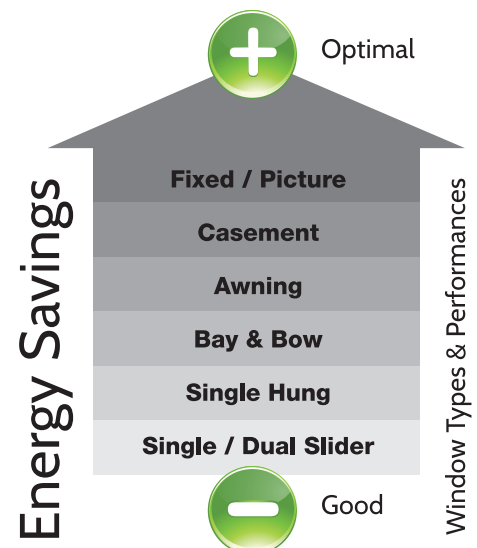 Optimal
Energy Savings
Fixed / Picture
Casement
Awning
Bay & Bow
Single Hung
Single / Dual Slider
Window Types & Performances
Good